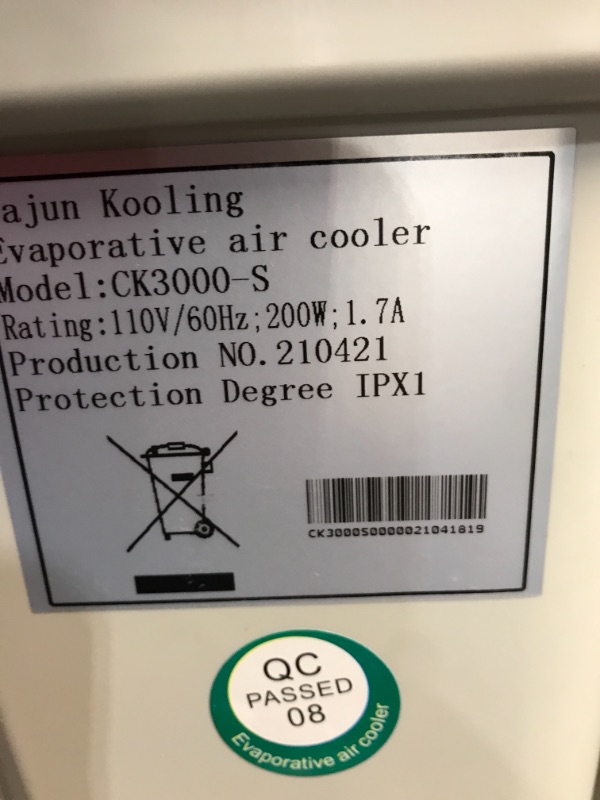 ajun Kooling
Evaporative air cooler
Model:CK3000-S
Rating:110V/60Hz;200W;1.7A
Production NO.210421
Protection Degree IPX1
CK3000S0000021041819
QC
PASSED
08
Evaporative air cooler